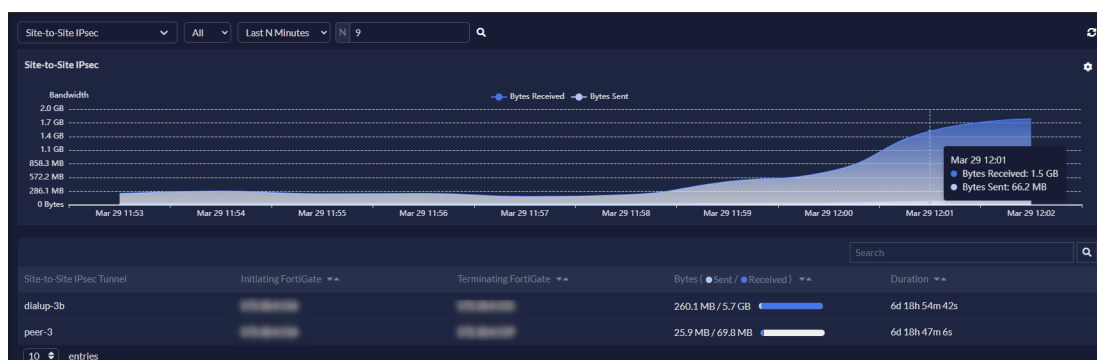 Site-to-Site IPsec All Last N Minutes N 9
Site-to-Site IPsec
Bandwidth
Bytes Received Bytes Sent
2.0 GB
1.7 GB
1.4 GB
1.1 GB
858.3 MB
572.2 MB
286.1 MB
0 Bytes
Mar 29 12:01
Bytes Received: 1.5 GB
Bytes Sent: 66.2 MB
Mar 29 11:53 Mar 29 11:54 Mar 29 11:55 Mar 29 11:56 Mar 29 11:57 Mar 29 11:58 Mar 29 11:59 Mar 29 12:00 Mar 29 12:01 Mar 29 12:02
Search
Site-to-Site IPsec Tunnel Initiating FortiGate Terminating FortiGate Bytes ( Sent / Received ) Duration
dialup-3b 260.1 MB / 5.7 GB 6d 18h 54m 42s
peer-3 25.9 MB / 69.8 MB 6d 18h 47m 6s
10 entries